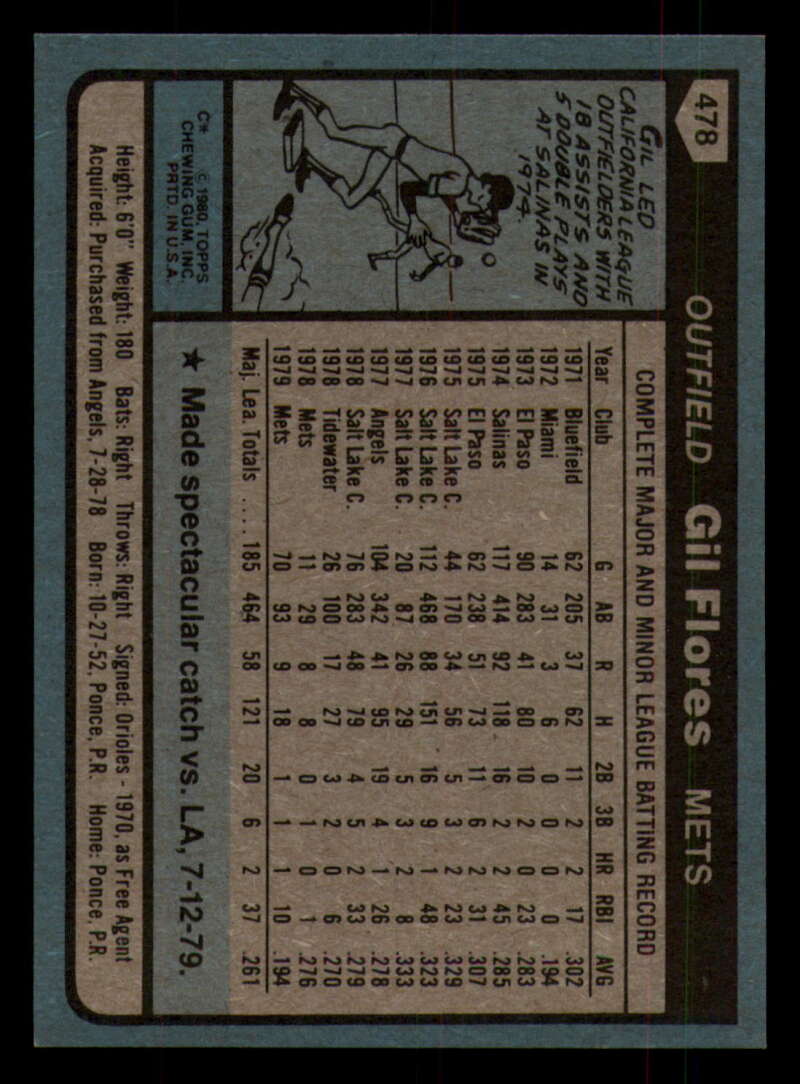 478
OUTFIELD Gil Flores METS
GIL LED
CALIFORNIA LEAGUE
OUTFIELDERS WITH
18 ASSISTS AND
5 DOUBLE PLAYS
AT SALINAS IN
1974.
C* © 1980, TOPPS
CHEWING GUM, INC.
PRTD. IN U.S.A.
COMPLETE MAJOR AND MINOR LEAGUE BATTING RECORD
Year Club G AB R H 2B 3B HR RBI AVG
1971 Bluefield 62 205 37 62 11 2 2 17 .302
1972 Miami 14 31 3 6 0 0 0 0 .194
1973 El Paso 90 283 41 80 10 2 0 23 .283
1974 Salinas 117 414 92 118 16 2 2 45 .285
1975 El Paso 62 238 51 73 11 6 2 31 .307
1975 Salt Lake C. 44 170 34 56 5 3 2 23 .329
1976 Salt Lake C. 112 468 88 151 16 9 1 48 .323
1977 Salt Lake C. 20 87 26 29 5 3 2 8 .333
1977 Angels 104 342 41 95 19 4 1 26 .278
1978 Salt Lake C. 76 283 48 79 4 5 2 33 .279
1978 Tidewater 26 100 17 27 3 2 0 6 .270
1978 Mets 11 29 8 8 0 1 0 1 .276
1979 Mets 70 93 9 18 1 1 1 10 .194
Maj. Lea. Totals .... 185 464 58 121 20 6 2 37 .261
★ Made spectacular catch vs. LA, 7-12-79.
Height: 6'0" Weight: 180 Bats: Right Throws: Right Signed: Orioles - 1970, as Free Agent
Acquired: Purchased from Angels, 7-28-78 Born: 10-27-52, Ponce, P.R. Home: Ponce, P.R.